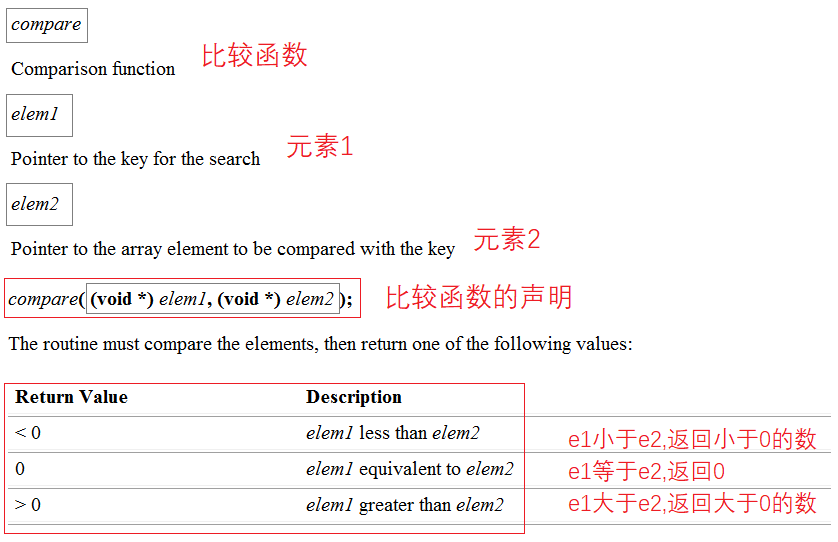 compare
Comparison function 比较函数
elem1
Pointer to the key for the search 元素1
elem2
Pointer to the array element to be compared with the key 元素2
compare( (void *) elem1, (void *) elem2 ); 比较函数的声明
The routine must compare the elements, then return one of the following values:
Return Value Description
< 0 elem1 less than elem2 e1小于e2,返回小于0的数
0 elem1 equivalent to elem2 e1等于e2,返回0
> 0 elem1 greater than elem2 e1大于e2,返回大于0的数